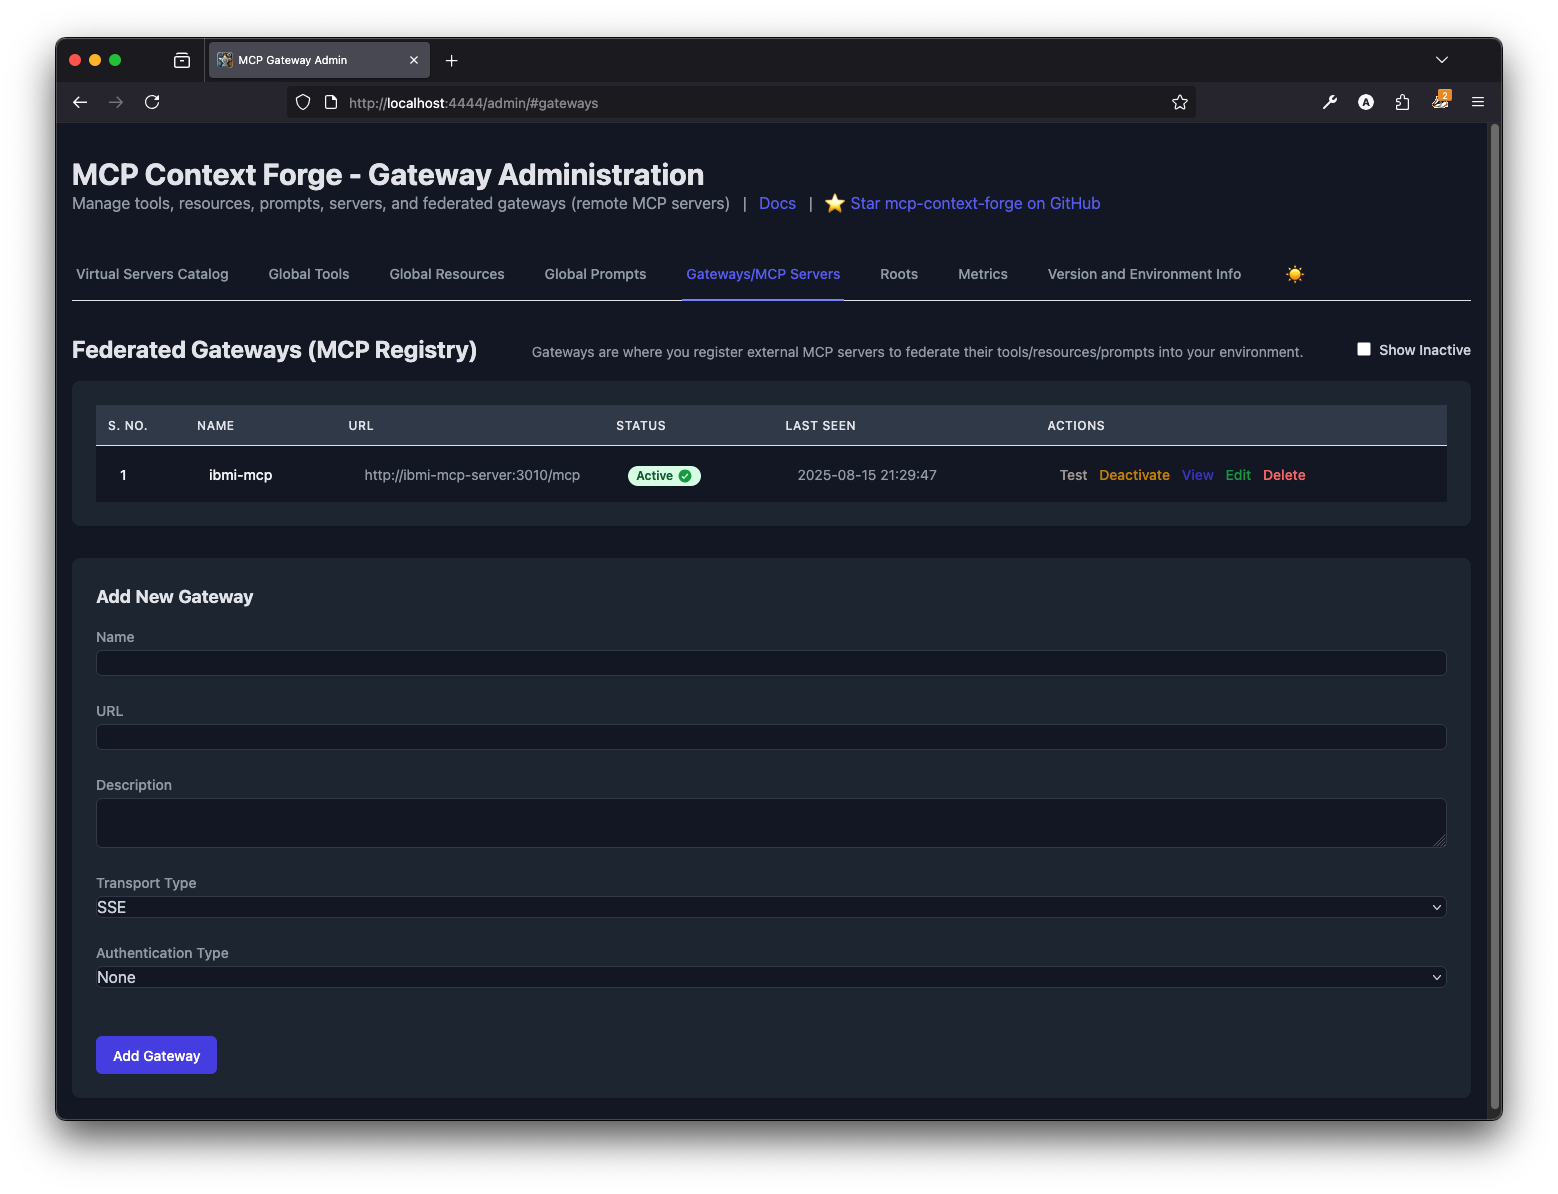 MCP Gateway Admin
http://localhost:4444/admin/#gateways
A
2
MCP Context Forge - Gateway Administration
Manage tools, resources, prompts, servers, and federated gateways (remote MCP servers) | Docs | ⭐ Star mcp-context-forge on GitHub
Virtual Servers Catalog Global Tools Global Resources Global Prompts Gateways/MCP Servers Roots Metrics Version and Environment Info
Federated Gateways (MCP Registry) Gateways are where you register external MCP servers to federate their tools/resources/prompts into your environment. Show Inactive
S. NO. NAME URL STATUS LAST SEEN ACTIONS
1 ibmi-mcp http://ibmi-mcp-server:3010/mcp Active 2025-08-15 21:29:47 Test Deactivate View Edit Delete
Add New Gateway
Name
URL
Description
Transport Type
SSE
Authentication Type
None
Add Gateway